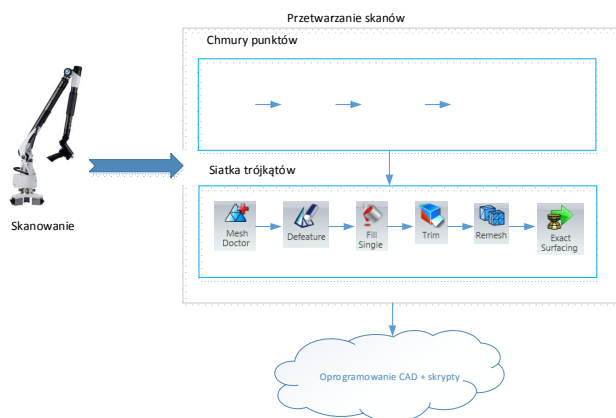 Przetwarzanie skanów
Chmury punktów
Siatka trójkątów
Mesh
Doctor
Defeature
Fill
Single
Trim
Remesh
Exact
Surfacing
Skanowanie
Oprogramowanie CAD + skrypty